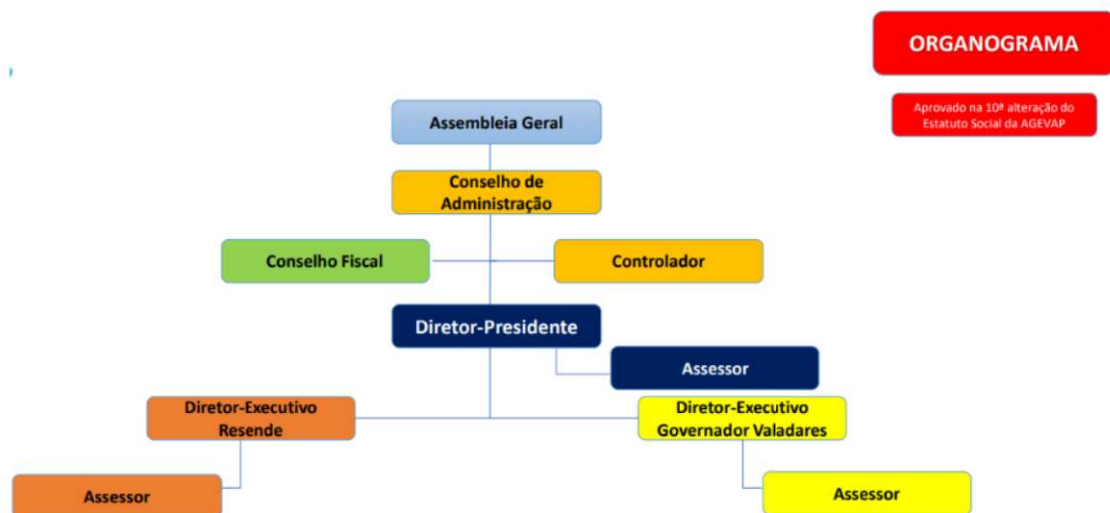 ORGANOGRAMA
Aprovado na 10ª alteração do
Estatuto Social da AGEVAP
Assembleia Geral
Conselho de
Administração
Conselho Fiscal
Controlador
Diretor-Presidente
Assessor
Diretor-Executivo
Resende
Diretor-Executivo
Governador Valadares
Assessor
Assessor